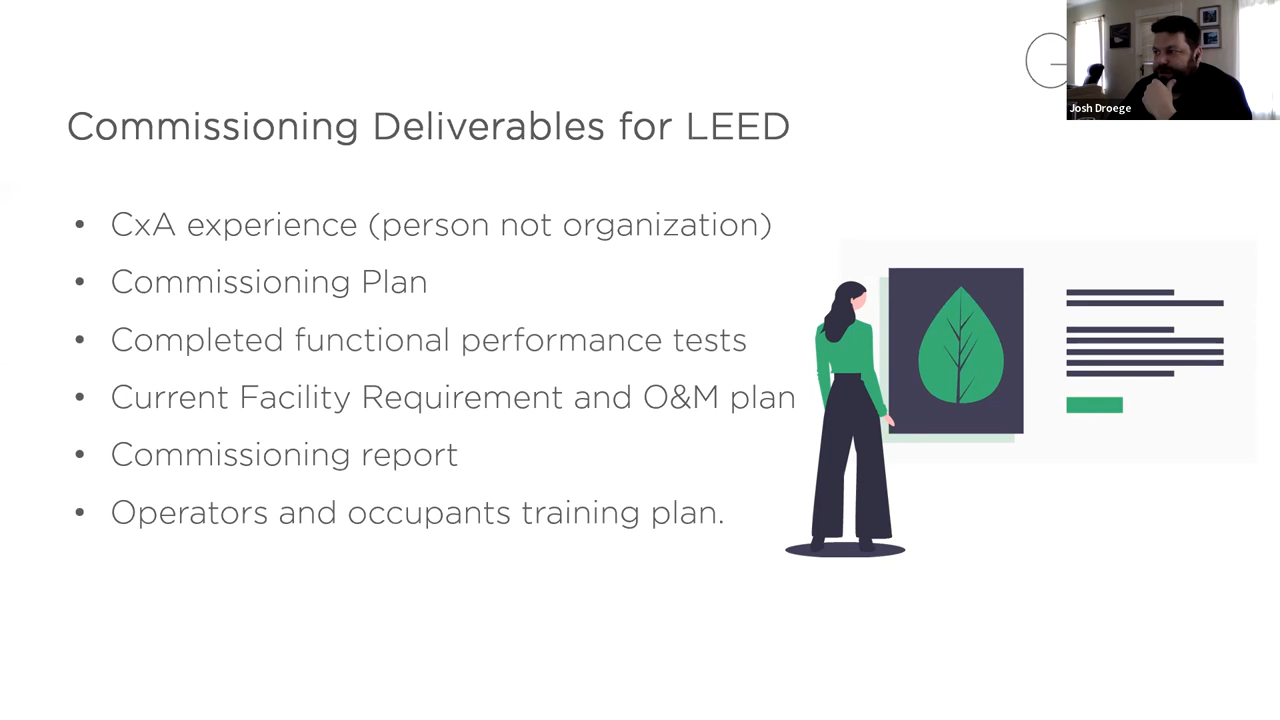 Commissioning Deliverables for LEED
• CxA experience (person not organization)
• Commissioning Plan
• Completed functional performance tests
• Current Facility Requirement and O&M plan
• Commissioning report
• Operators and occupants training plan.
G
Josh Droege